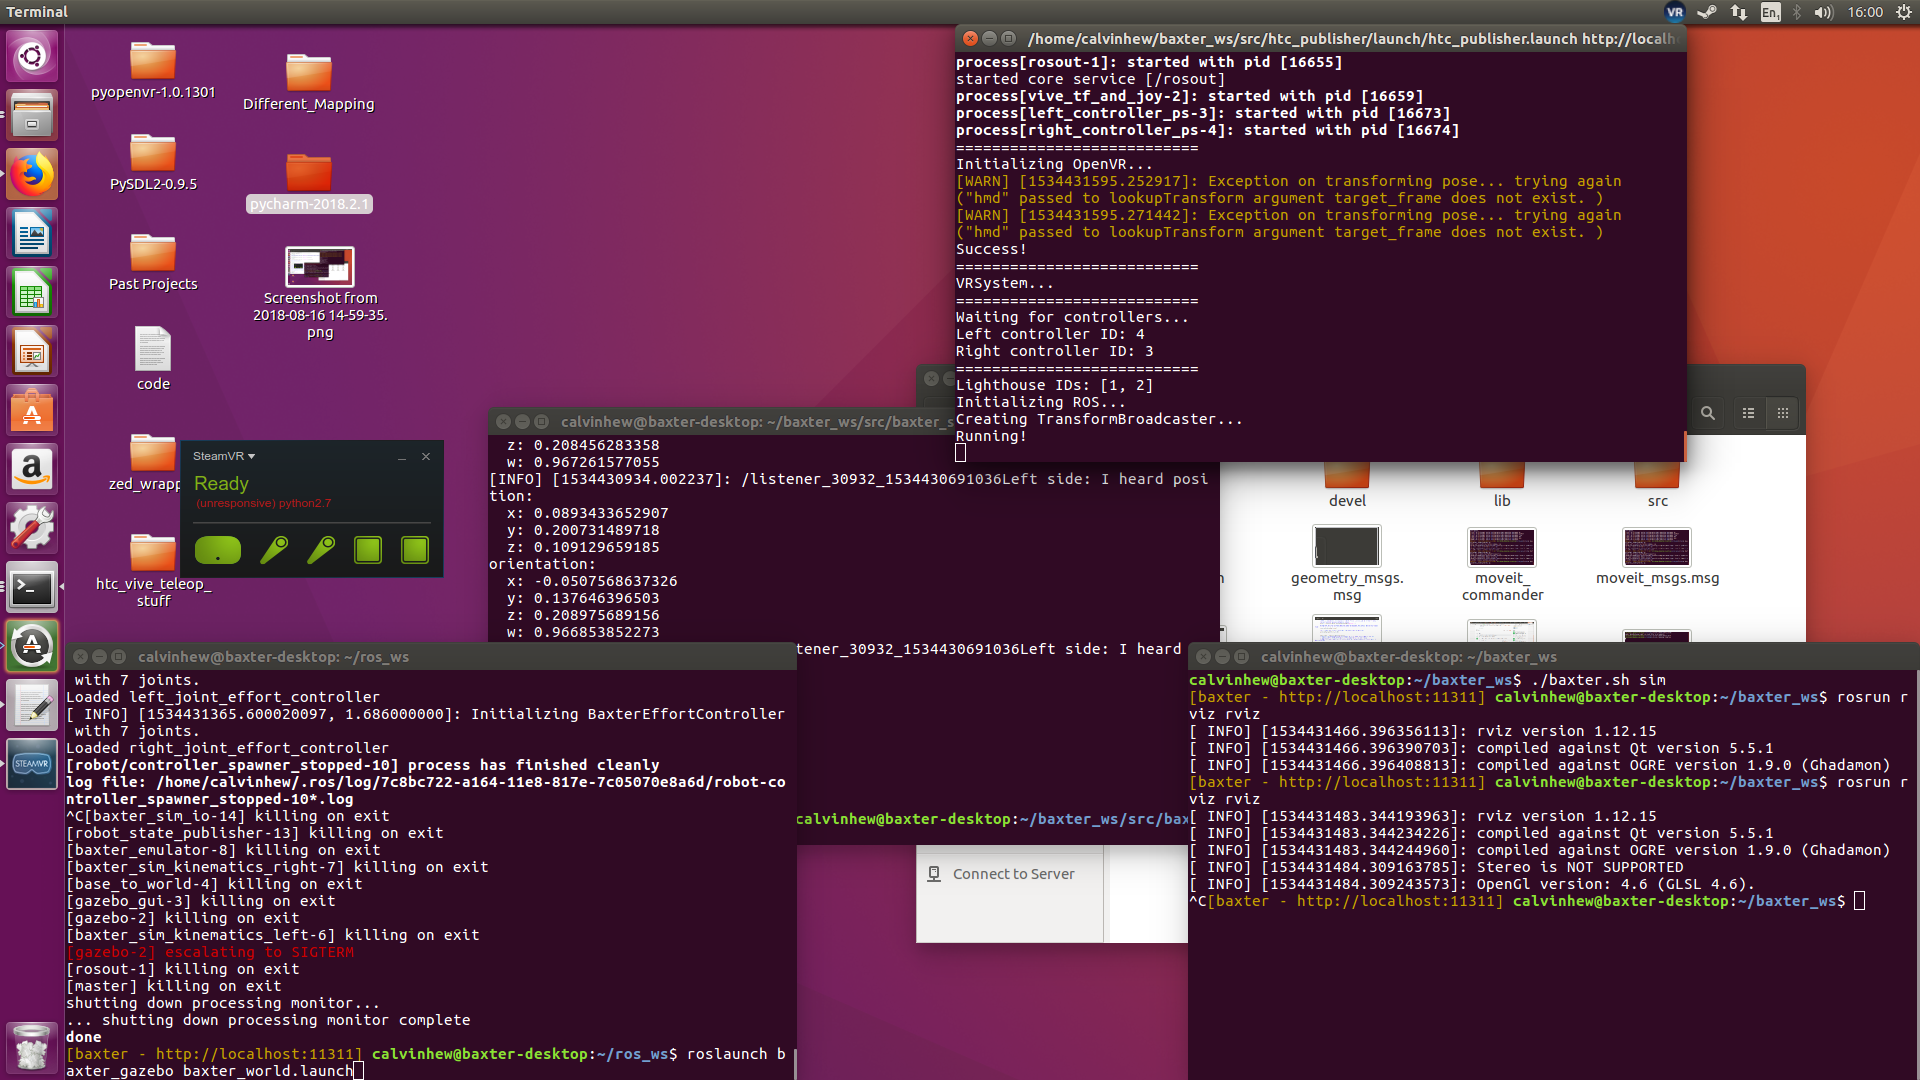 Terminal
VR
En1
16:00
pyopenvr-1.0.1301
Different_Mapping
PySDL2-0.9.5
pycharm-2018.2.1
Past Projects
Screenshot from
2018-08-16 14-59-35.
png
code
zed_wrapp
htc_vive_teleop_
stuff
SteamVR
Ready
(unresponsive) python2.7
STEAMVR
/home/calvinhew/baxter_ws/src/htc_publisher/launch/htc_publisher.launch http://localh
process[rosout-1]: started with pid [16655]
started core service [/rosout]
process[vive_tf_and_joy-2]: started with pid [16659]
process[left_controller_ps-3]: started with pid [16673]
process[right_controller_ps-4]: started with pid [16674]
===========================
Initializing OpenVR...
[WARN] [1534431595.252917]: Exception on transforming pose... trying again
("hmd" passed to lookupTransform argument target_frame does not exist. )
[WARN] [1534431595.271442]: Exception on transforming pose... trying again
("hmd" passed to lookupTransform argument target_frame does not exist. )
Success!
===========================
VRSystem...
===========================
Waiting for controllers...
Left controller ID: 4
Right controller ID: 3
===========================
Lighthouse IDs: [1, 2]
Initializing ROS...
Creating TransformBroadcaster...
Running!
calvinhew@baxter-desktop: ~/baxter_ws/src/baxter_s
z: 0.208456283358
w: 0.967261577055
[INFO] [1534430934.002237]: /listener_30932_1534430691036Left side: I heard posi
tion:
x: 0.0893433652907
y: 0.200731489718
z: 0.109129659185
orientation:
x: -0.0507568637326
y: 0.137646396503
z: 0.208975689156
w: 0.966853852273
tener_30932_1534430691036Left side: I heard
calvinhew@baxter-desktop:~/baxter_ws/src/bax
devel
lib
src
geometry_msgs.
msg
moveit_
commander
moveit_msgs.msg
Connect to Server
calvinhew@baxter-desktop: ~/ros_ws
with 7 joints.
Loaded left_joint_effort_controller
[ INFO] [1534431365.600020097, 1.686000000]: Initializing BaxterEffortController
with 7 joints.
Loaded right_joint_effort_controller
[robot/controller_spawner_stopped-10] process has finished cleanly
log file: /home/calvinhew/.ros/log/7c8bc722-a164-11e8-817e-7c05070e8a6d/robot-co
ntroller_spawner_stopped-10*.log
^C[baxter_sim_io-14] killing on exit
[robot_state_publisher-13] killing on exit
[baxter_emulator-8] killing on exit
[baxter_sim_kinematics_right-7] killing on exit
[base_to_world-4] killing on exit
[gazebo_gui-3] killing on exit
[gazebo-2] killing on exit
[baxter_sim_kinematics_left-6] killing on exit
[gazebo-2] escalating to SIGTERM
[rosout-1] killing on exit
[master] killing on exit
shutting down processing monitor...
... shutting down processing monitor complete
done
[baxter - http://localhost:11311] calvinhew@baxter-desktop:~/ros_ws$ roslaunch b
axter_gazebo baxter_world.launch
calvinhew@baxter-desktop: ~/baxter_ws
calvinhew@baxter-desktop:~/baxter_ws$ ./baxter.sh sim
[baxter - http://localhost:11311] calvinhew@baxter-desktop:~/baxter_ws$ rosrun r
viz rviz
[ INFO] [1534431466.396356113]: rviz version 1.12.15
[ INFO] [1534431466.396390703]: compiled against Qt version 5.5.1
[ INFO] [1534431466.396408813]: compiled against OGRE version 1.9.0 (Ghadamon)
[baxter - http://localhost:11311] calvinhew@baxter-desktop:~/baxter_ws$ rosrun r
viz rviz
[ INFO] [1534431483.344193963]: rviz version 1.12.15
[ INFO] [1534431483.344234226]: compiled against Qt version 5.5.1
[ INFO] [1534431483.344244960]: compiled against OGRE version 1.9.0 (Ghadamon)
[ INFO] [1534431484.309163785]: Stereo is NOT SUPPORTED
[ INFO] [1534431484.309243573]: OpenGl version: 4.6 (GLSL 4.6).
^C[baxter - http://localhost:11311] calvinhew@baxter-desktop:~/baxter_ws$